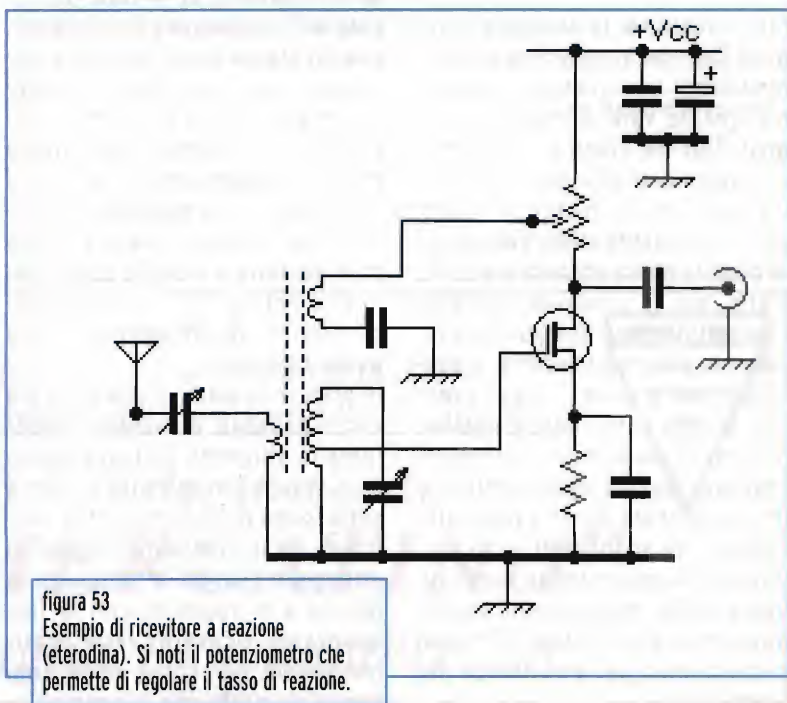 +Vcc
+
figura 53
Esempio di ricevitore a reazione
(eterodina). Si noti il potenziometro che
permette di regolare il tasso di reazione.